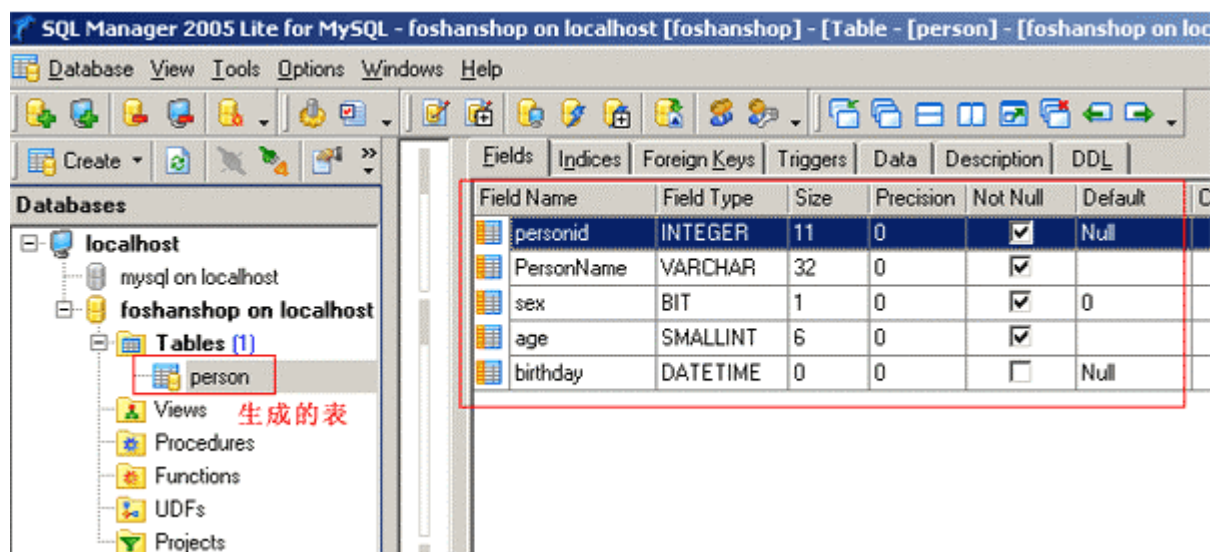 SQL Manager 2005 Lite for MySQL - foshanshop on localhost [foshanshop] - [Table - [person] - [foshanshop on loc
Database View Tools Options Windows Help
Create
Fields Indices Foreign Keys Triggers Data Description DDL
Databases
localhost
mysql on localhost
foshanshop on localhost
Tables (1)
person
生成的表
Views
Procedures
Functions
UDFs
Projects
Field Name Field Type Size Precision Not Null Default
personid INTEGER 11 0 Null
PersonName VARCHAR 32 0
sex BIT 1 0 0
age SMALLINT 6 0
birthday DATETIME 0 0 Null